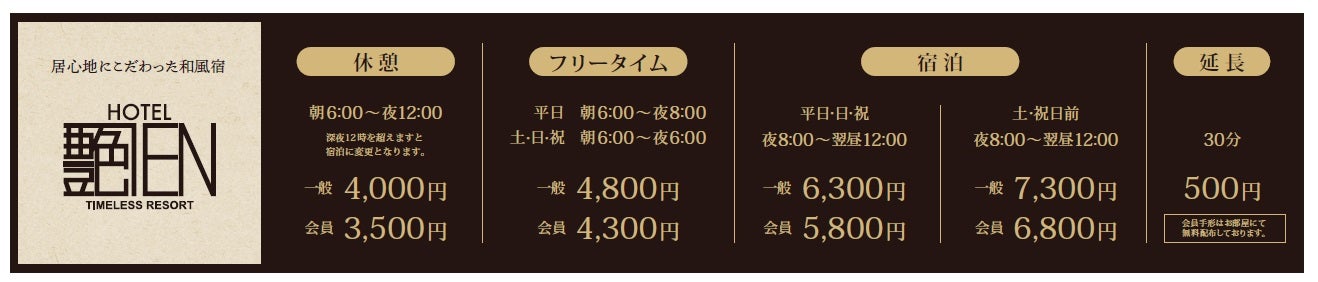 居心地にこだわった和風宿
HOTEL
艶IEN
TIMELESS RESORT
休憩
朝6:00～夜12:00
深夜12時を超えますと
宿泊に変更となります。
一般 4,000円
会員 3,500円
フリータイム
平日 朝6:00～夜8:00
土・日・祝 朝6:00～夜6:00
一般 4,800円
会員 4,300円
宿泊
平日・日・祝
夜8:00～翌昼12:00
一般 6,300円
会員 5,800円
土・祝日前
夜8:00～翌昼12:00
一般 7,300円
会員 6,800円
延長
30分
500円
会員手形はお部屋にて
無料配布しております。